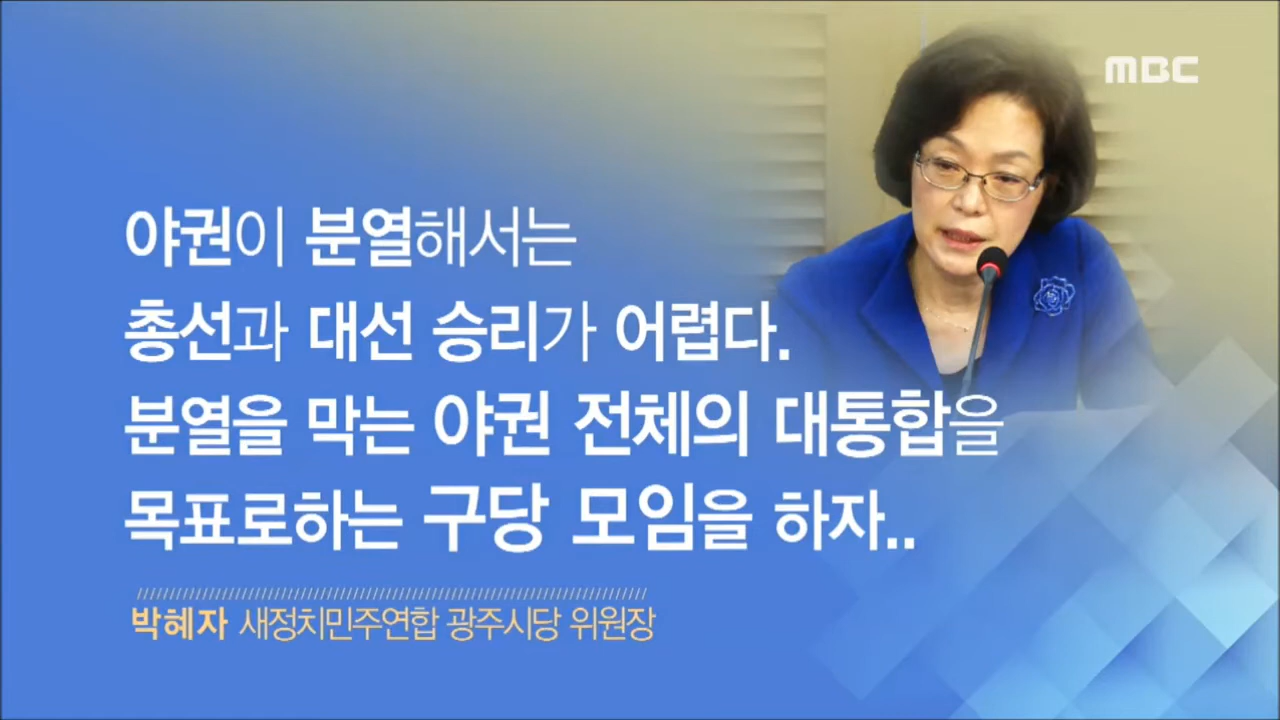 MBC
야권이 분열해서는
총선과 대선 승리가 어렵다.
분열을 막는 야권 전체의 대통합을
목표로하는 구당 모임을 하자..
박혜자 새정치민주연합 광주시당 위원장